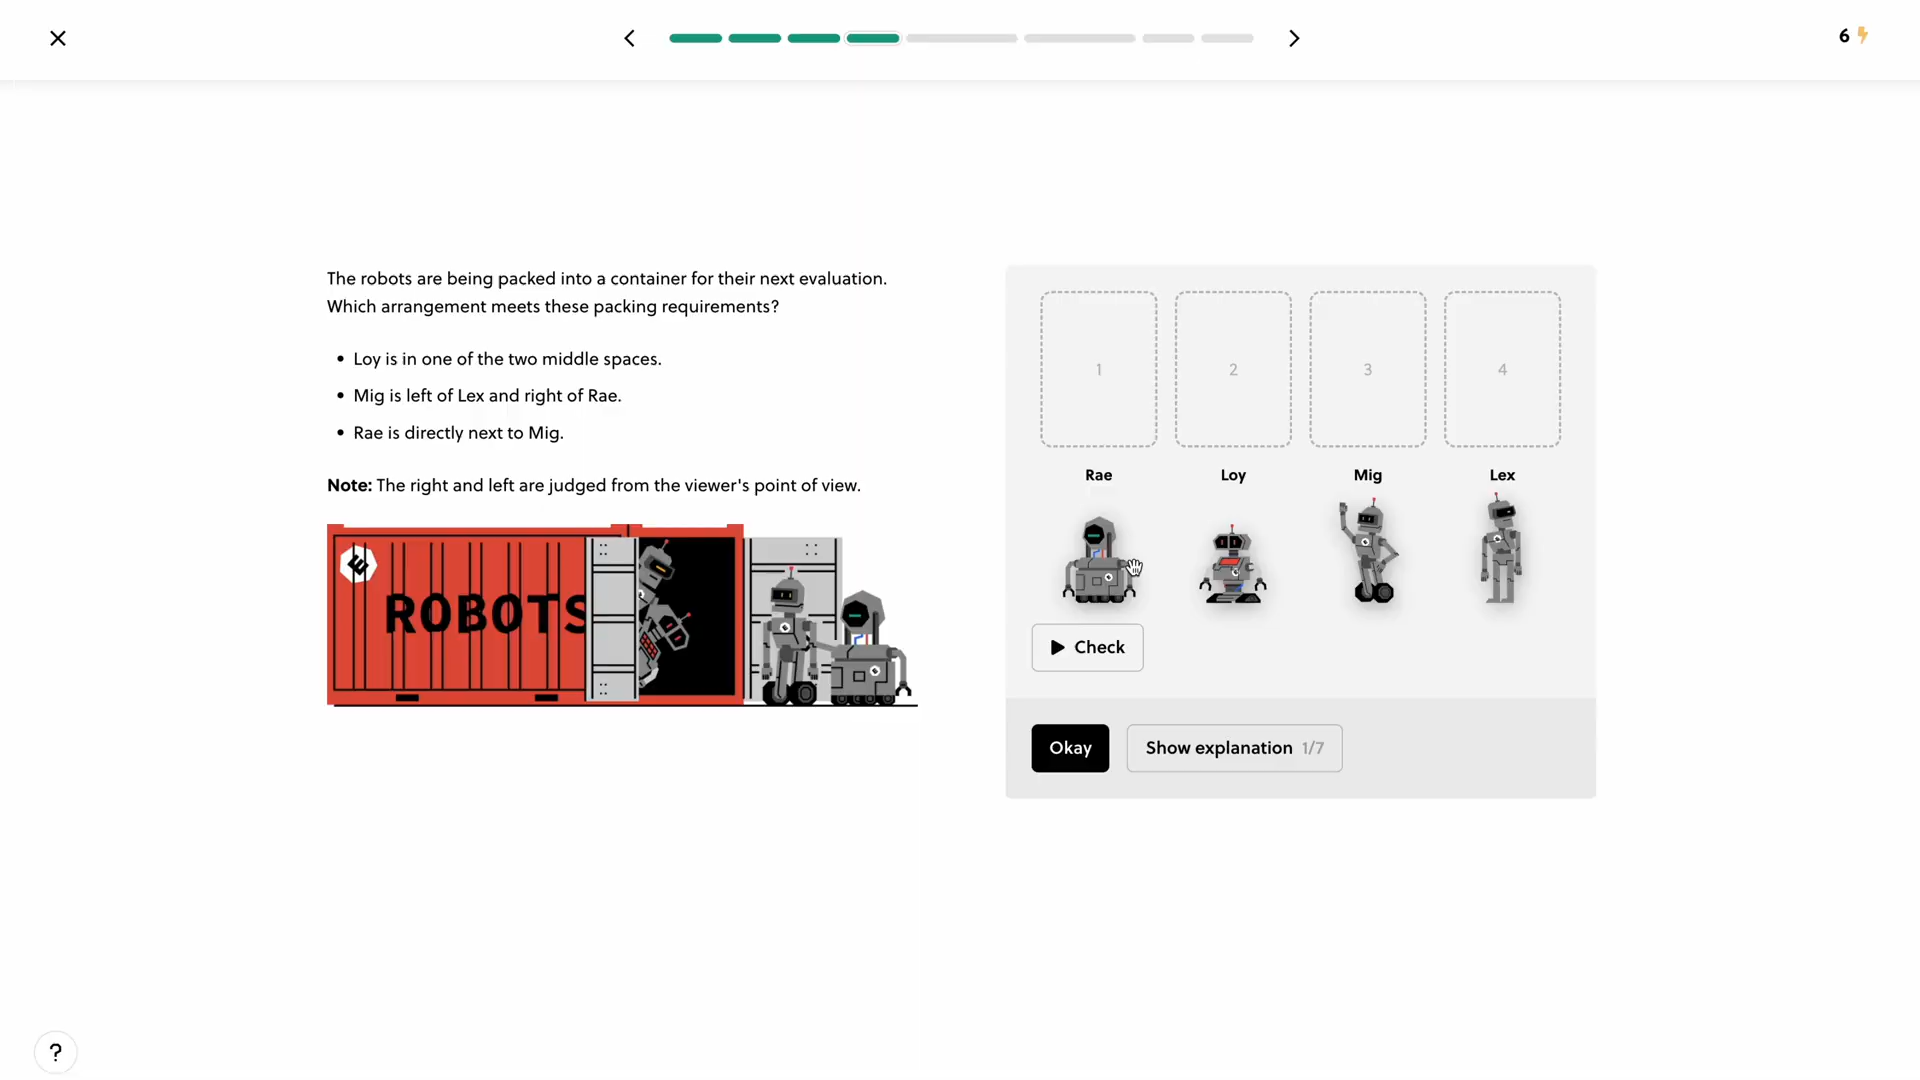 6
The robots are being packed into a container for their next evaluation.
Which arrangement meets these packing requirements?
• Loy is in one of the two middle spaces.
• Mig is left of Lex and right of Rae.
• Rae is directly next to Mig.
Note: The right and left are judged from the viewer's point of view.
E
ROBOTS
1 2 3 4
Rae Loy Mig Lex
Check
Okay Show explanation 1/7
?